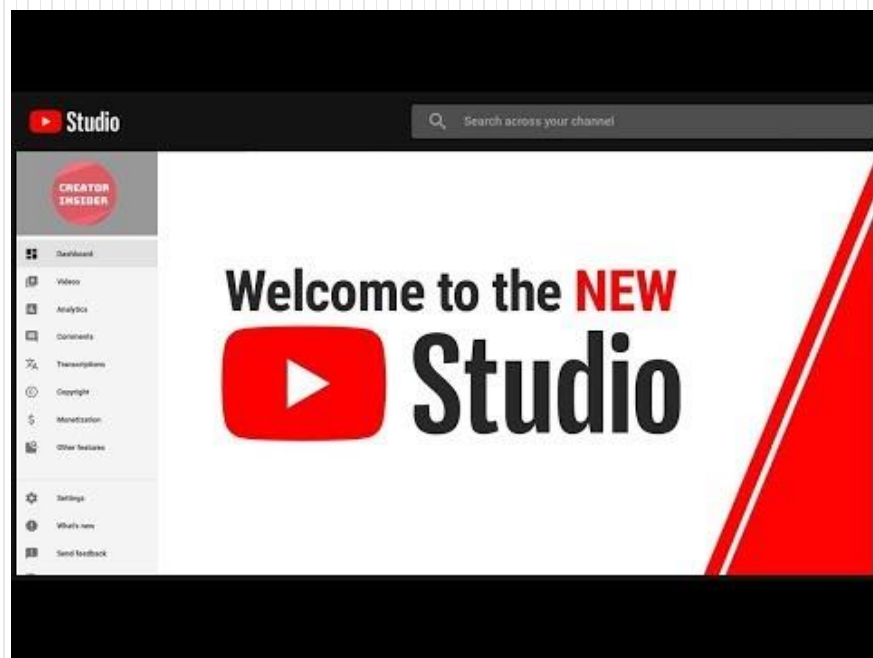 Studio
Search across your channel
CREATOR
INSIDER
Dashboard
Videos
Analytics
Comments
Transcriptions
Copyright
Monetization
Other features
Settings
What's new
Send feedback
Welcome to the NEW
Studio